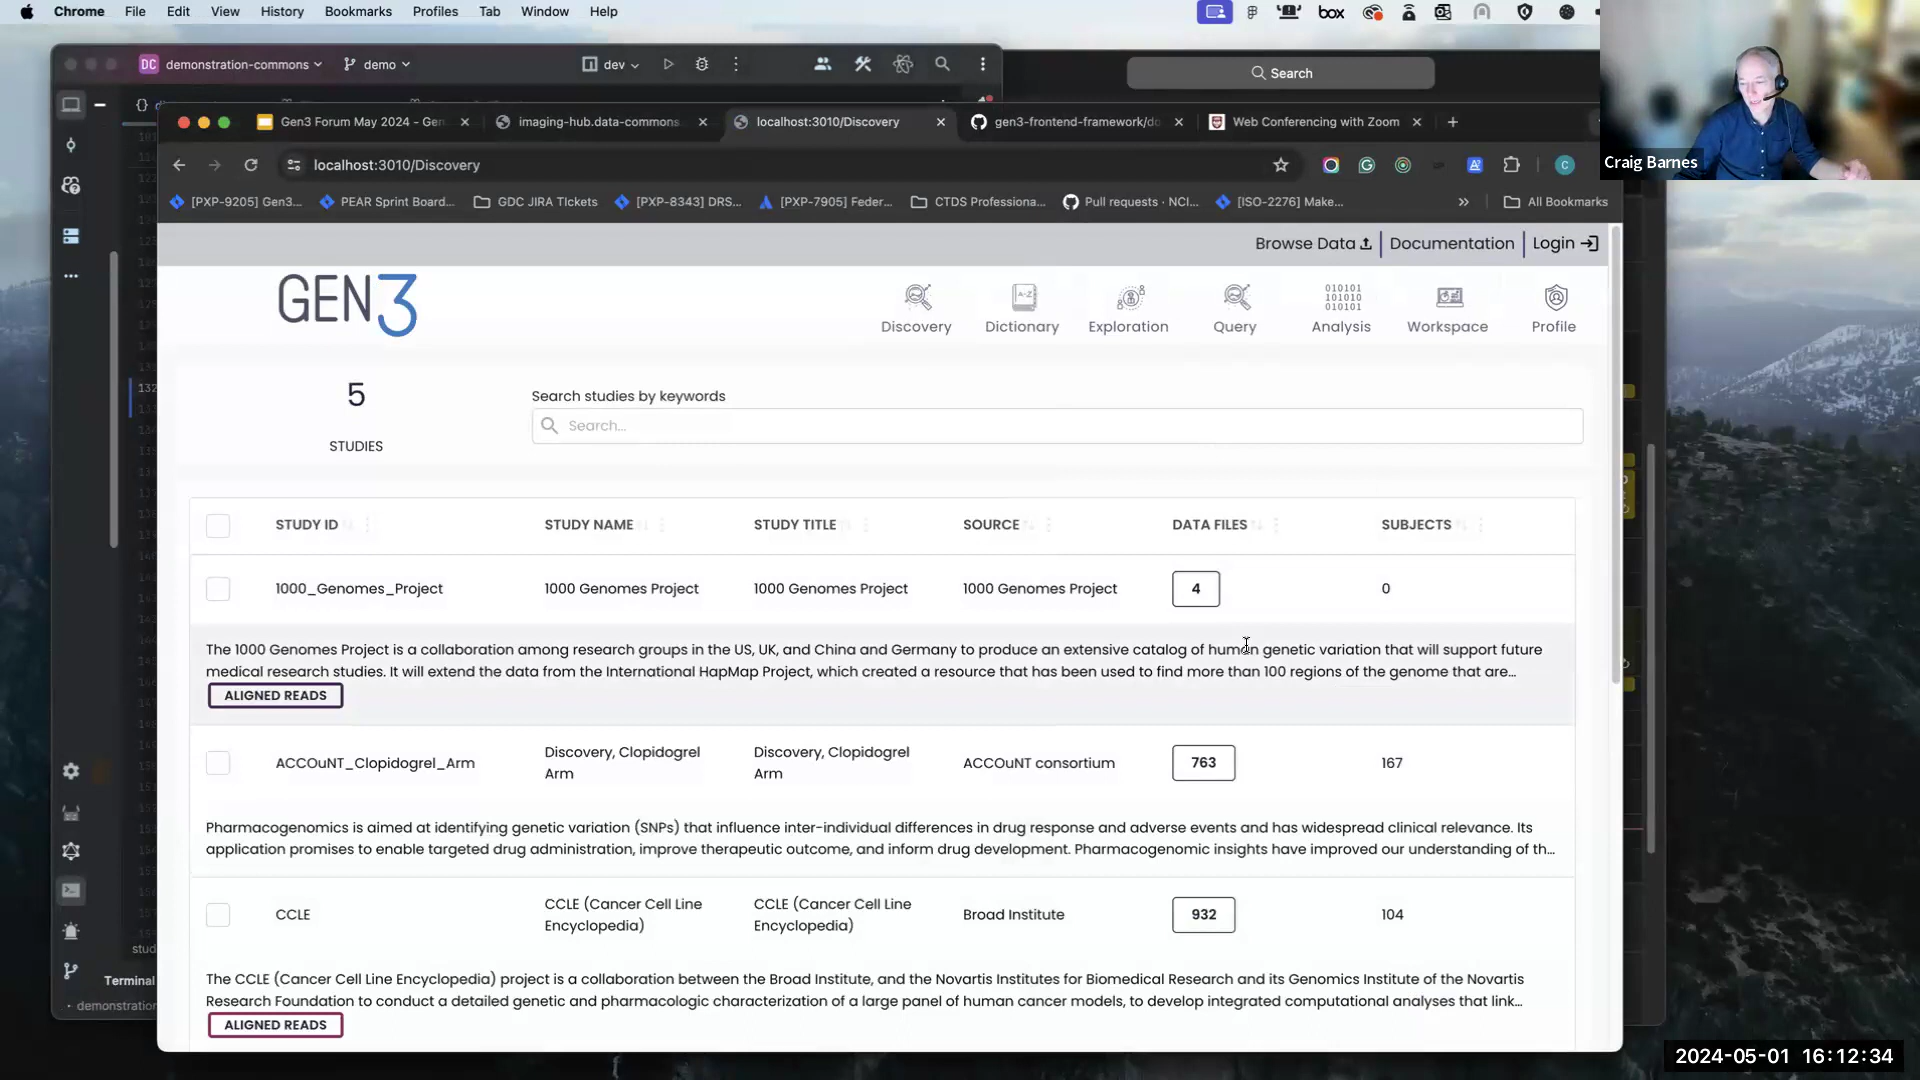 Chrome File Edit View History Bookmarks Profiles Tab Window Help
box
DC demonstration-commons demo dev
Search
Craig Barnes
Gen3 Forum May 2024 - Gen
imaging-hub.data-commons
localhost:3010/Discovery
gen3-frontend-framework/do
Web Conferencing with Zoom
localhost:3010/Discovery
[PXP-9205] Gen3...
PEAR Sprint Board...
GDC JIRA TIckets
[PXP-8343] DRS...
[PXP-7905] Feder...
CTDS Professiona...
Pull requests · NCI...
[ISO-2276] Make...
All Bookmarks
Browse Data Documentation Login
GEN3
Discovery Dictionary Exploration Query Analysis Workspace Profile
5
STUDIES
Search studies by keywords
Search...
STUDY ID STUDY NAME STUDY TITLE SOURCE DATA FILES SUBJECTS
1000_Genomes_Project 1000 Genomes Project 1000 Genomes Project 1000 Genomes Project 4 0
The 1000 Genomes Project is a collaboration among research groups in the US, UK, and China and Germany to produce an extensive catalog of human genetic variation that will support future
medical research studies. It will extend the data from the International HapMap Project, which created a resource that has been used to find more than 100 regions of the genome that are...
ALIGNED READS
ACCOuNT_Clopidogrel_Arm Discovery, Clopidogrel Arm Discovery, Clopidogrel Arm ACCOuNT consortium 763 167
Pharmacogenomics is aimed at identifying genetic variation (SNPs) that influence inter-individual differences in drug response and adverse events and has widespread clinical relevance. Its
application promises to enable targeted drug administration, improve therapeutic outcome, and inform drug development. Pharmacogenomic insights have improved our understanding of th...
CCLE CCLE (Cancer Cell Line Encyclopedia) CCLE (Cancer Cell Line Encyclopedia) Broad Institute 932 104
The CCLE (Cancer Cell Line Encyclopedia) project is a collaboration between the Broad Institute, and the Novartis Institutes for Biomedical Research and its Genomics Institute of the Novartis
Research Foundation to conduct a detailed genetic and pharmacologic characterization of a large panel of human cancer models, to develop integrated computational analyses that link...
ALIGNED READS
stud
Terminal
demonstration
2024-05-01 16:12:34